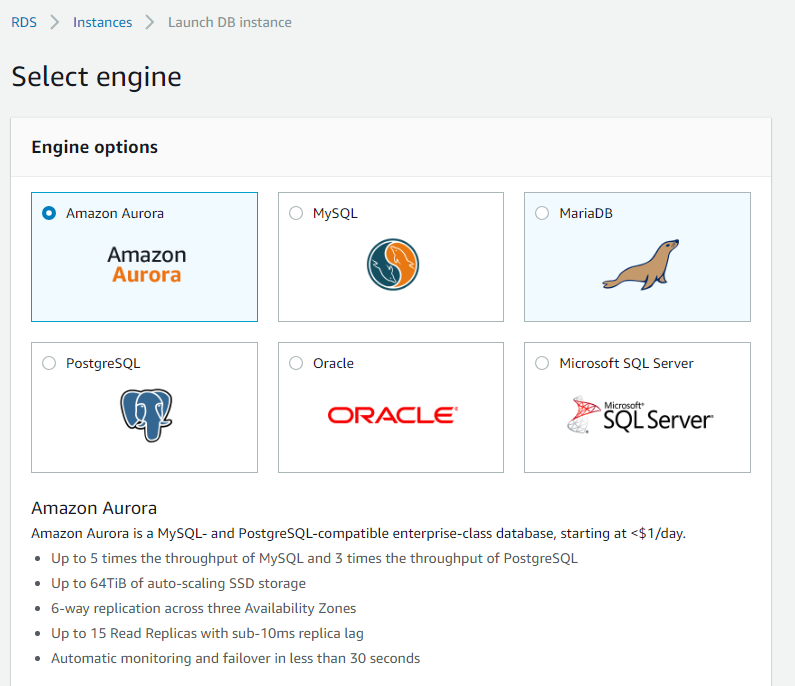 RDS > Instances > Launch DB instance
Select engine
Engine options
Amazon Aurora
Amazon
Aurora
MySQL
MariaDB
PostgreSQL
Oracle
ORACLE®
Microsoft SQL Server
Microsoft®
SQL Server®
Amazon Aurora
Amazon Aurora is a MySQL- and PostgreSQL-compatible enterprise-class database, starting at <$1/day.
• Up to 5 times the throughput of MySQL and 3 times the throughput of PostgreSQL
• Up to 64TiB of auto-scaling SSD storage
• 6-way replication across three Availability Zones
• Up to 15 Read Replicas with sub-10ms replica lag
• Automatic monitoring and failover in less than 30 seconds